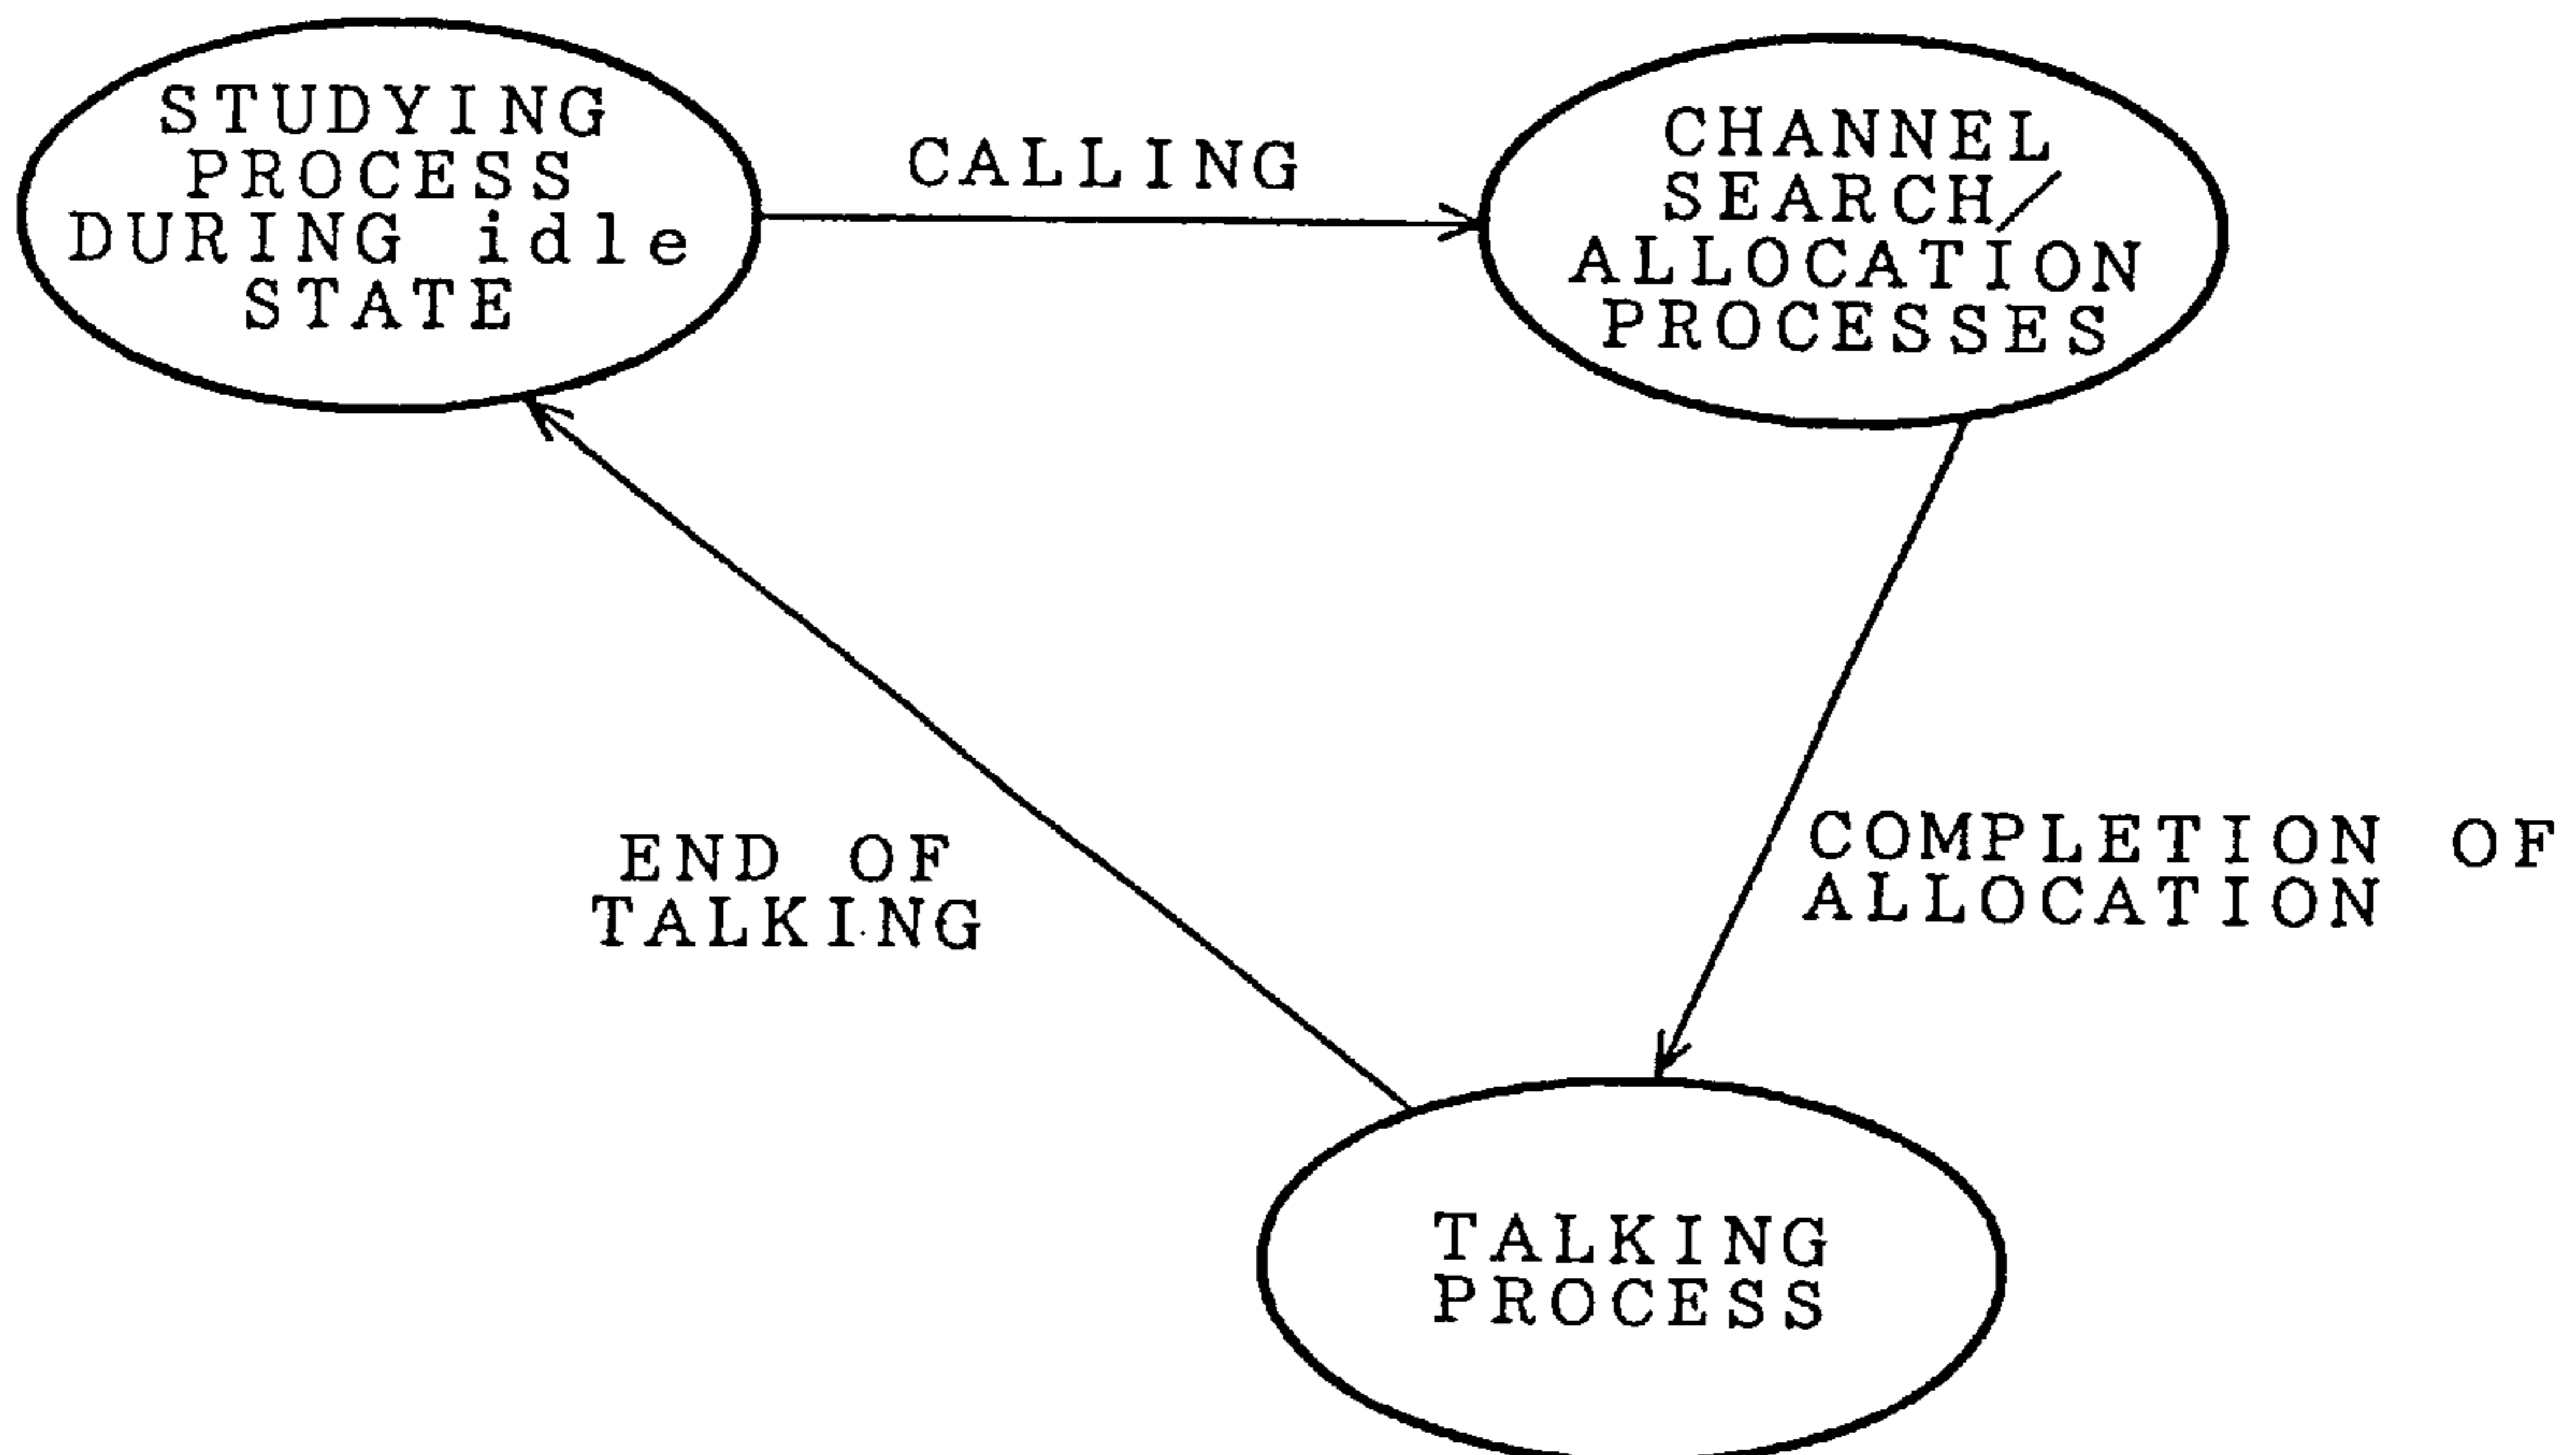 STUDYING
PROCESS
DURING idle
STATE
CALLING
CHANNEL
SEARCH/
ALLOCATION
PROCESSES
END OF
TALKING
COMPLETION OF
ALLOCATION
TALKING
PROCESS